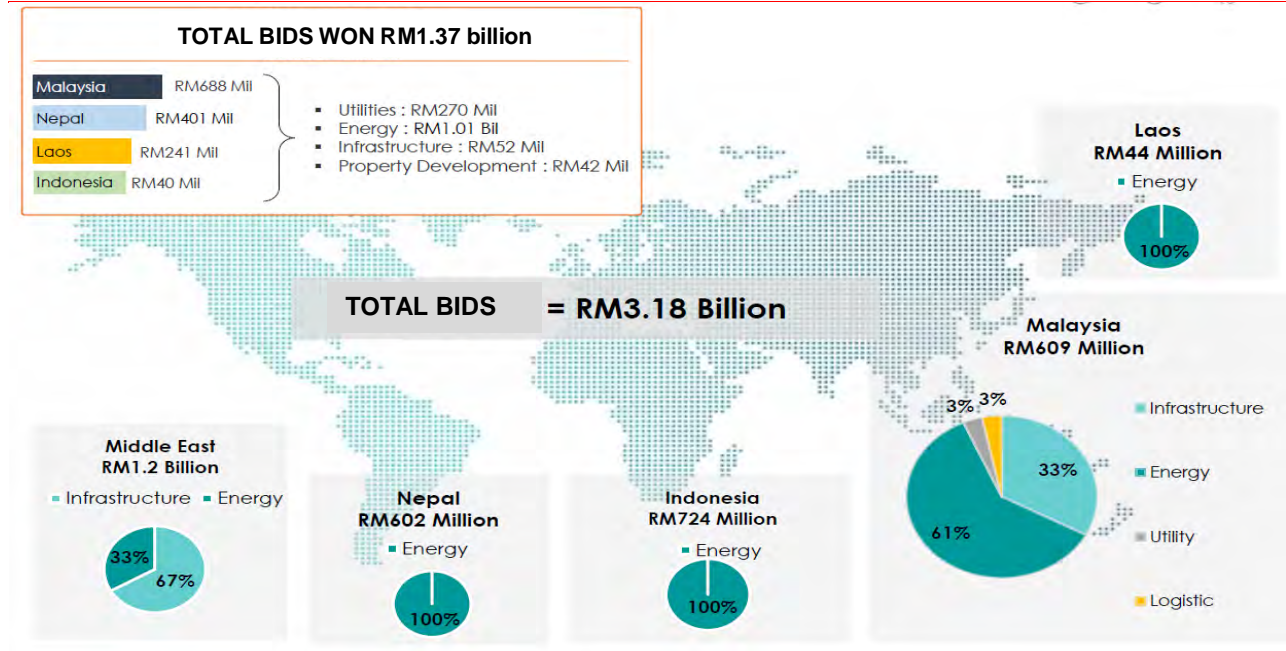 TOTAL BIDS WON RM1.37 billion
Malaysia RM688 Mil
Nepal RM401 Mil
Laos RM241 Mil
Indonesia RM40 Mil
▪ Utilities : RM270 Mil
▪ Energy : RM1.01 Bil
▪ Infrastructure : RM52 Mil
▪ Property Development : RM42 Mil
Laos
RM44 Million
Energy
100%
TOTAL BIDS = RM3.18 Billion
Malaysia
RM609 Million
3% 3%
33%
61%
Infrastructure
Energy
Utility
Logistic
Middle East
RM1.2 Billion
Infrastructure Energy
33%
67%
Nepal
RM602 Million
Energy
100%
Indonesia
RM724 Million
Energy
100%